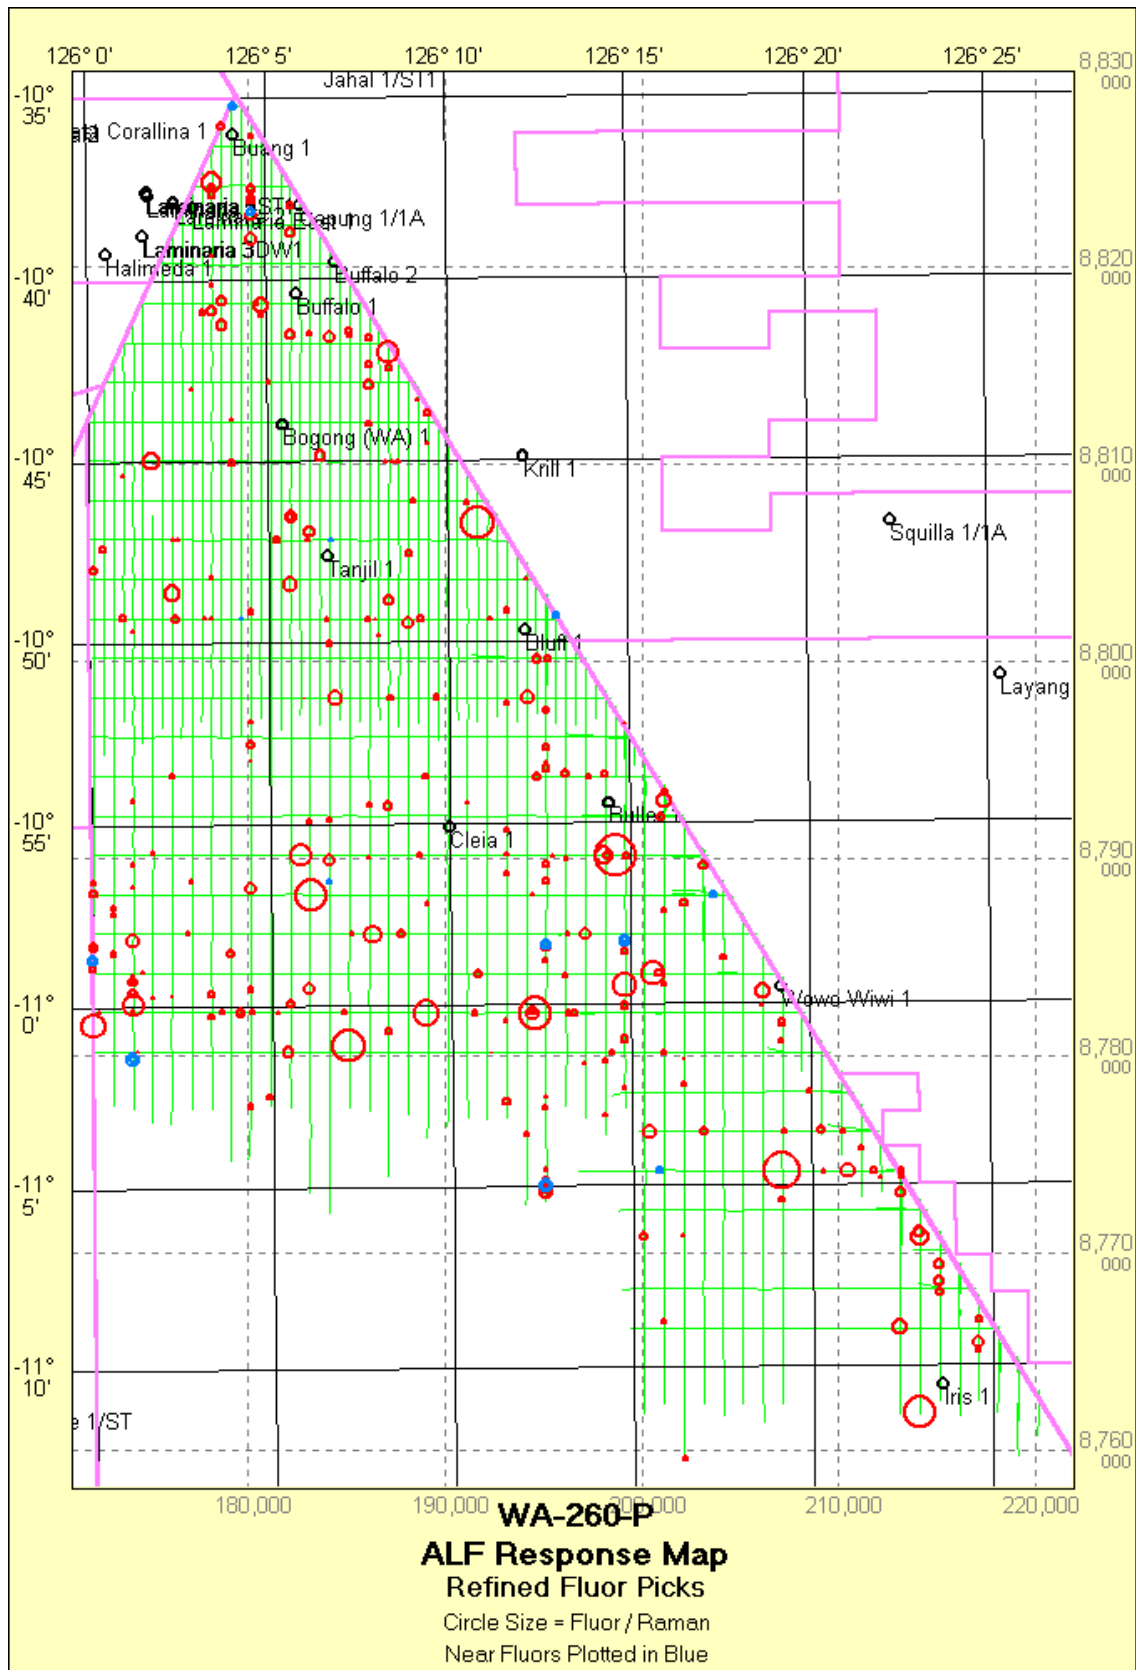 126° 0' 126° 5' 126° 10' 126° 15' 126° 20' 126° 25'
8,830
000
Jahal 1/ST1
-10°
35'
Corallina 1
Buang 1
Laminaria East 1
1/1A
Laminaria 3DW1
Halimeda 1
Buffalo 2
8,820
000
-10°
40'
Buffalo 1
Bogong (WA) 1
-10°
45'
Krill 1
8,810
000
Squilla 1/1A
Tanjil 1
-10°
50'
Bluff 1
8,800
000
Layang
-10°
55'
Cleia 1
8,790
000
-11°
0'
Wowo Wiwi 1
8,780
000
-11°
5'
8,770
000
-11°
10'
Iris 1
e 1/ST
8,760
000
180,000 190,000 200,000 210,000 220,000
WA-260-P
ALF Response Map
Refined Fluor Picks
Circle Size = Fluor / Raman
Near Fluors Plotted in Blue